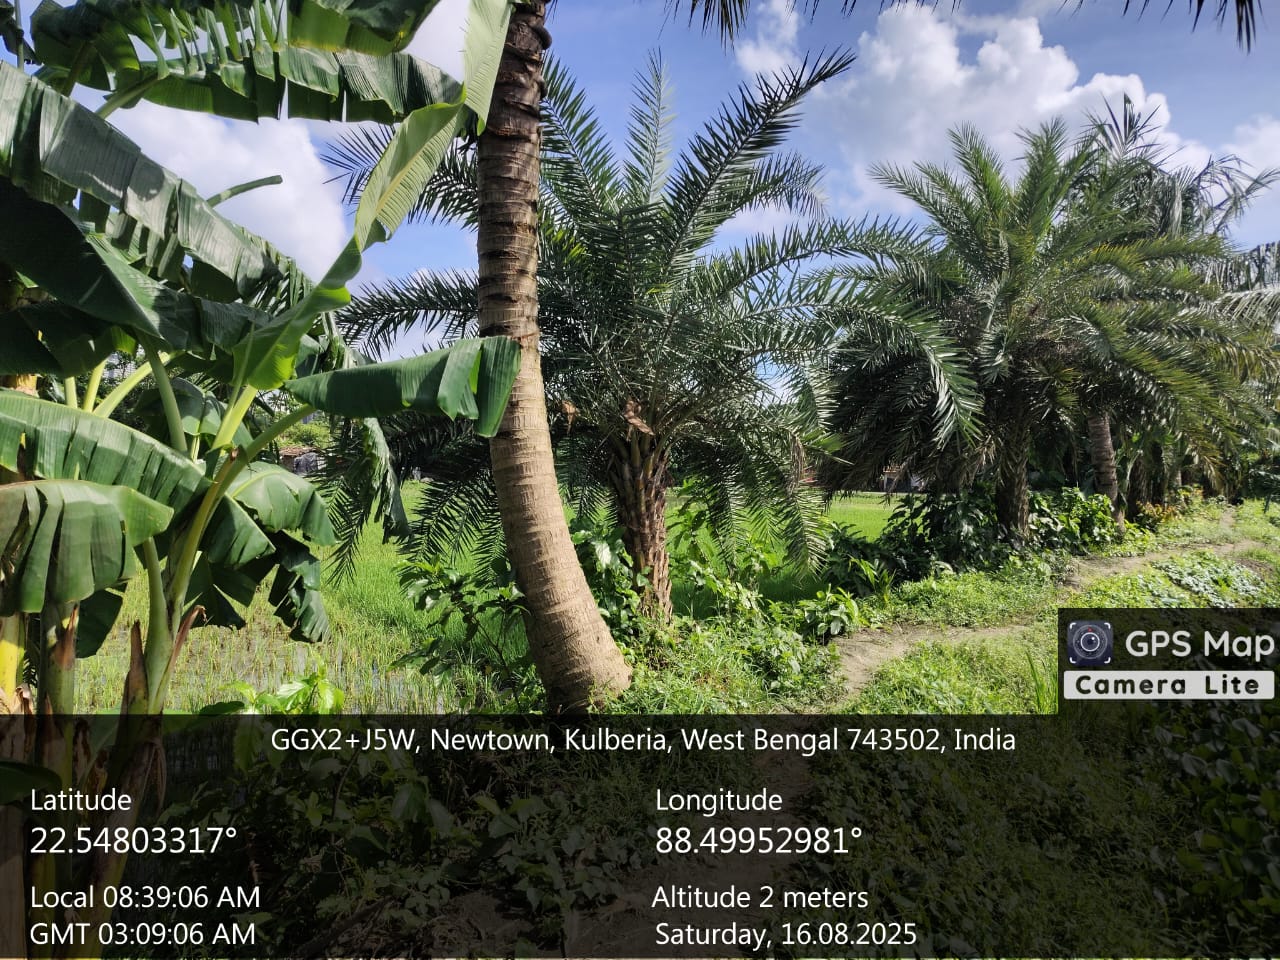 GPS Map
Camera Lite
GGX2+J5W, Newtown, Kulberia, West Bengal 743502, India
Latitude
22.54803317°
Longitude
88.49952981°
Local 08:39:06 AM
GMT 03:09:06 AM
Altitude 2 meters
Saturday, 16.08.2025